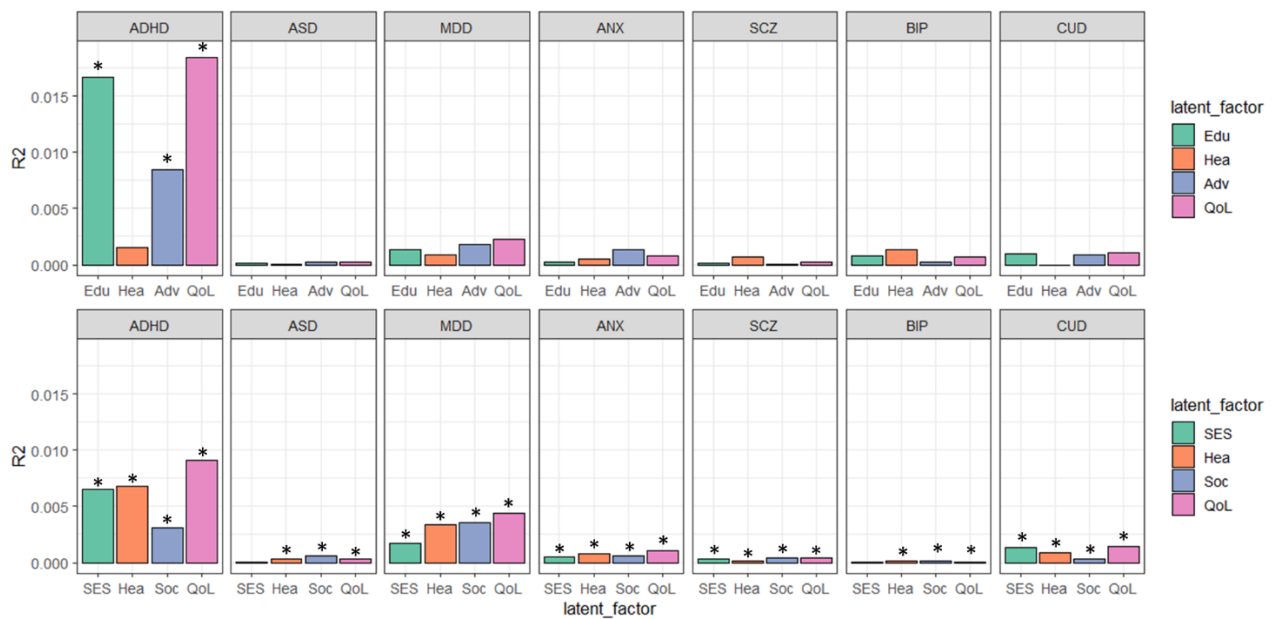 ADHD ASD MDD ANX SCZ BIP CUD
* *
*
0.015
0.010
0.005
0.000
R2
Edu Hea Adv QoL Edu Hea Adv QoL Edu Hea Adv QoL Edu Hea Adv QoL Edu Hea Adv QoL Edu Hea Adv QoL Edu Hea Adv QoL
latent_factor
Edu
Hea
Adv
QoL
ADHD ASD MDD ANX SCZ BIP CUD
* * * * * * * * * * * * * * * * * * * * * * * * * *
0.015
0.010
0.005
0.000
R2
SES Hea Soc QoL SES Hea Soc QoL SES Hea Soc QoL SES Hea Soc QoL SES Hea Soc QoL SES Hea Soc QoL SES Hea Soc QoL
latent_factor
latent_factor
SES
Hea
Soc
QoL